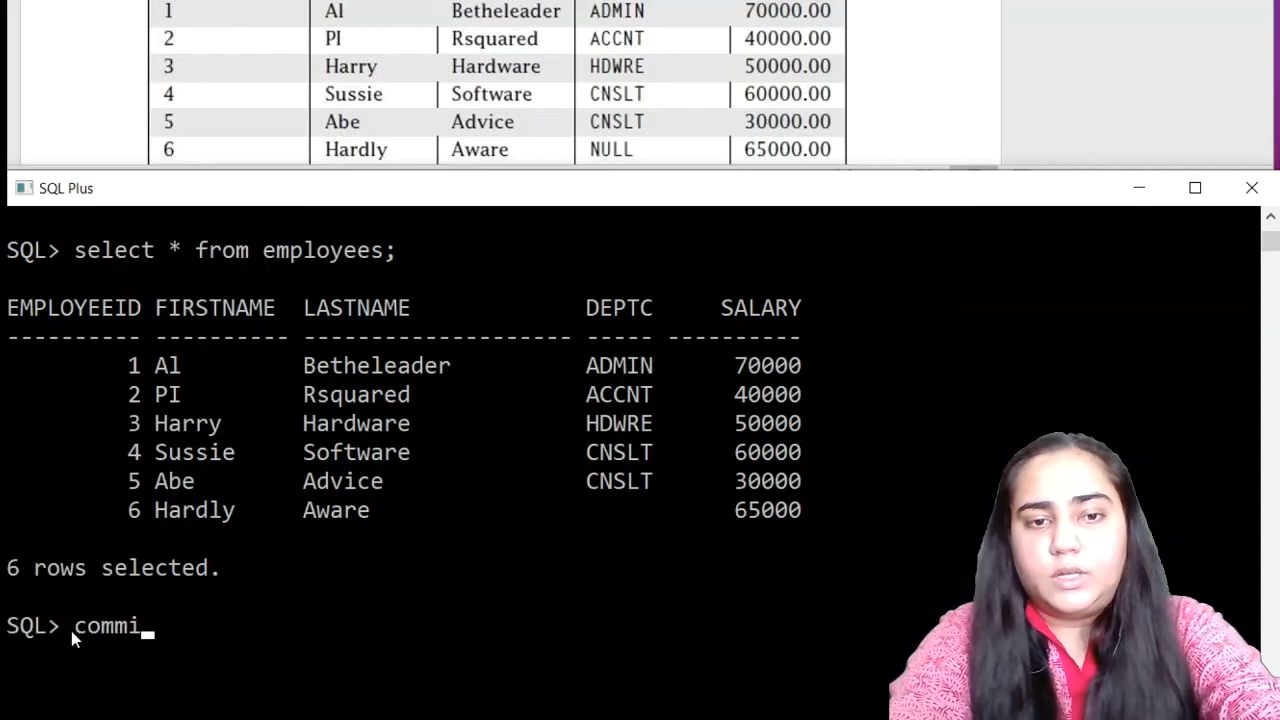 1 Al Betheleader ADMIN 70000.00
2 PI Rsquared ACCNT 40000.00
3 Harry Hardware HDWRE 50000.00
4 Sussie Software CNSLT 60000.00
5 Abe Advice CNSLT 30000.00
6 Hardly Aware NULL 65000.00
SQL Plus
SQL> select * from employees;
EMPLOYEEID FIRSTNAME LASTNAME DEPTC SALARY
---------- ---------- -------------------- ----- ----------
1 Al Betheleader ADMIN 70000
2 PI Rsquared ACCNT 40000
3 Harry Hardware HDWRE 50000
4 Sussie Software CNSLT 60000
5 Abe Advice CNSLT 30000
6 Hardly Aware 65000
6 rows selected.
SQL> commi